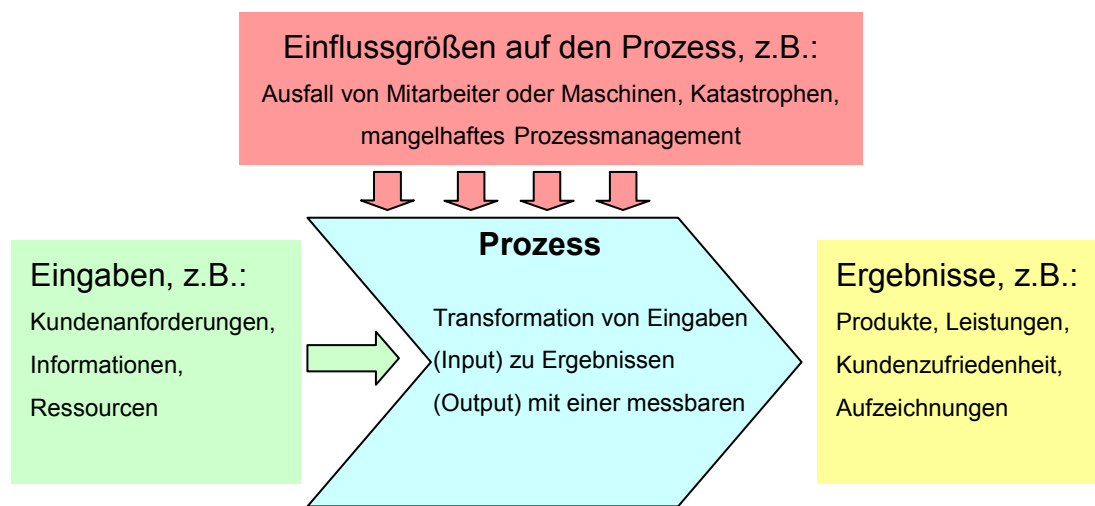 Einflussgrößen auf den Prozess, z.B.:
Ausfall von Mitarbeiter oder Maschinen, Katastrophen,
mangelhaftes Prozessmanagement
Eingaben, z.B.:
Kundenanforderungen,
Informationen,
Ressourcen
Prozess
Transformation von Eingaben
(Input) zu Ergebnissen
(Output) mit einer messbaren
Ergebnisse, z.B.:
Produkte, Leistungen,
Kundenzufriedenheit,
Aufzeichnungen